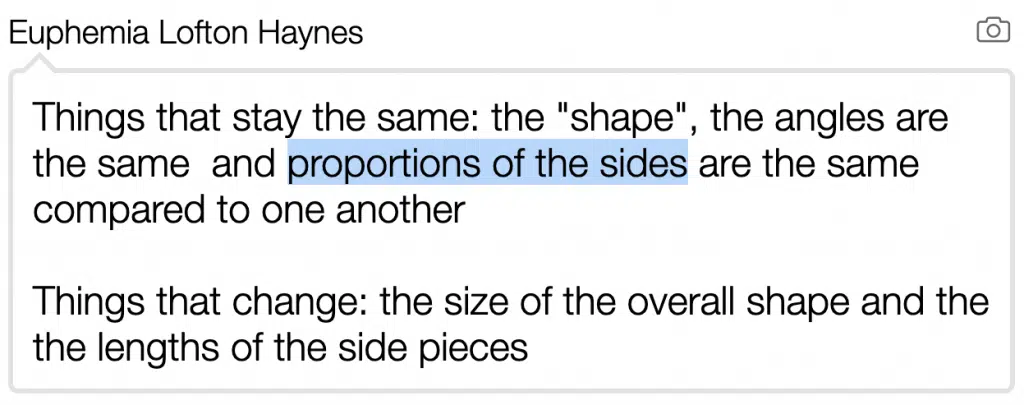 Euphemia Lofton Haynes
Things that stay the same: the "shape", the angles are
the same  and proportions of the sides are the same
compared to one another
Things that change: the size of the overall shape and the
the lengths of the side pieces